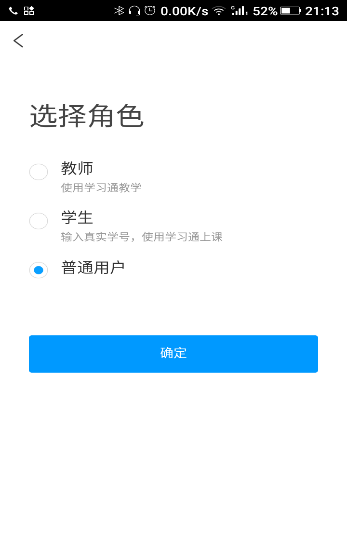 0.00K/s 52% 21:13
选择角色
教师
使用学习通教学
学生
输入真实学号，使用学习通上课
普通用户
确定